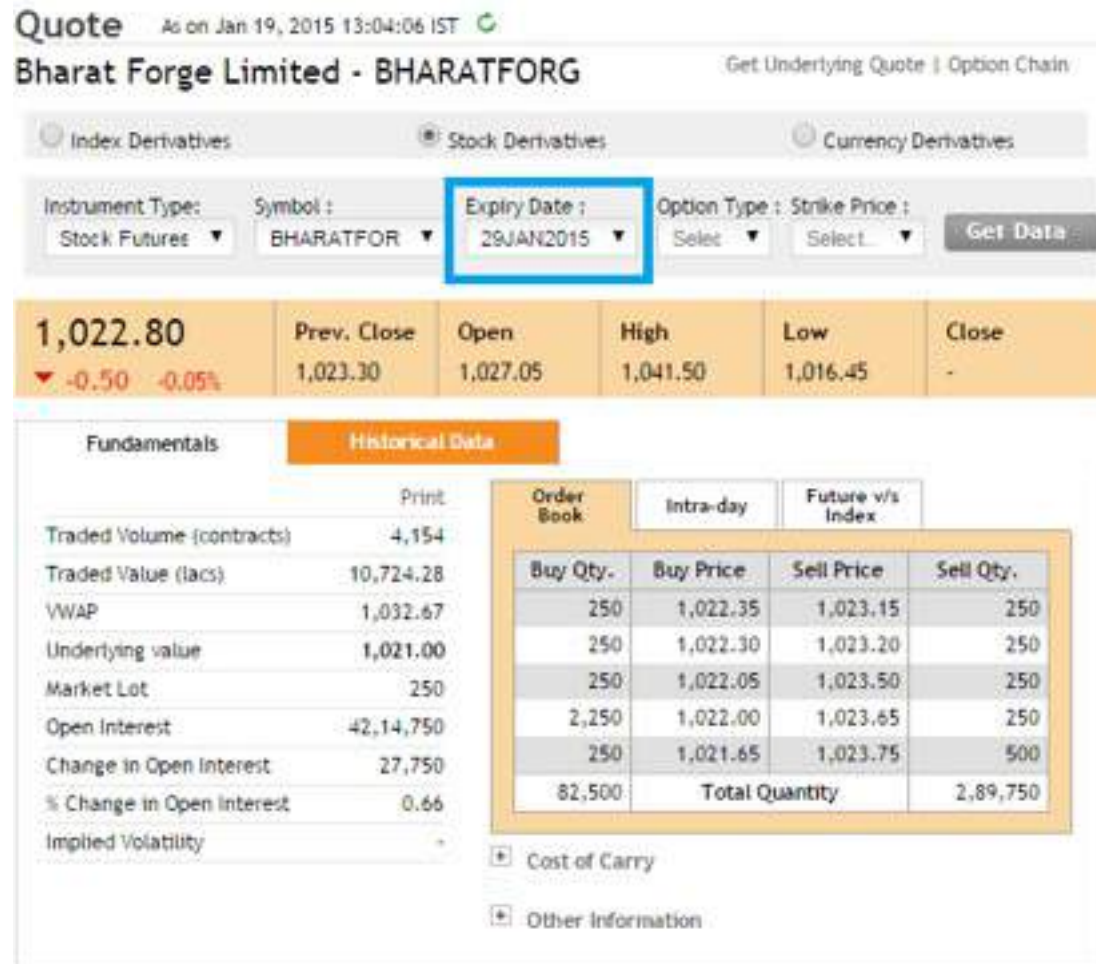 Quote As on Jan 19, 2015 13:04:06 IST
Bharat Forge Limited - BHARATFORG Get Underlying Quote | Option Chain
Index Derivatives Stock Derivatives Currency Derivatives
Instrument Type: Symbol : Expiry Date : Option Type : Strike Price :
Stock Futures BHARATFOR 29JAN2015 Selec Select.. Get Data
1,022.80 Prev. Close Open High Low Close
-0.50 -0.05% 1,023.30 1,027.05 1,041.50 1,016.45 -
Fundamentals Historical Data
Print
Order Book Intra-day Future v/s Index
Traded Volume (contracts) 4,154
Traded Value (lacs) 10,724.28
VWAP 1,032.67
Underlying value 1,021.00
Market Lot 250
Open Interest 42,14,750
Change in Open Interest 27,750
% Change in Open Interest 0.66
Implied Volatility -
Buy Qty. Buy Price Sell Price Sell Qty.
250 1,022.35 1,023.15 250
250 1,022.30 1,023.20 250
250 1,022.05 1,023.50 250
2,250 1,022.00 1,023.65 250
250 1,021.65 1,023.75 500
82,500 Total Quantity 2,89,750
Cost of Carry
Other Information